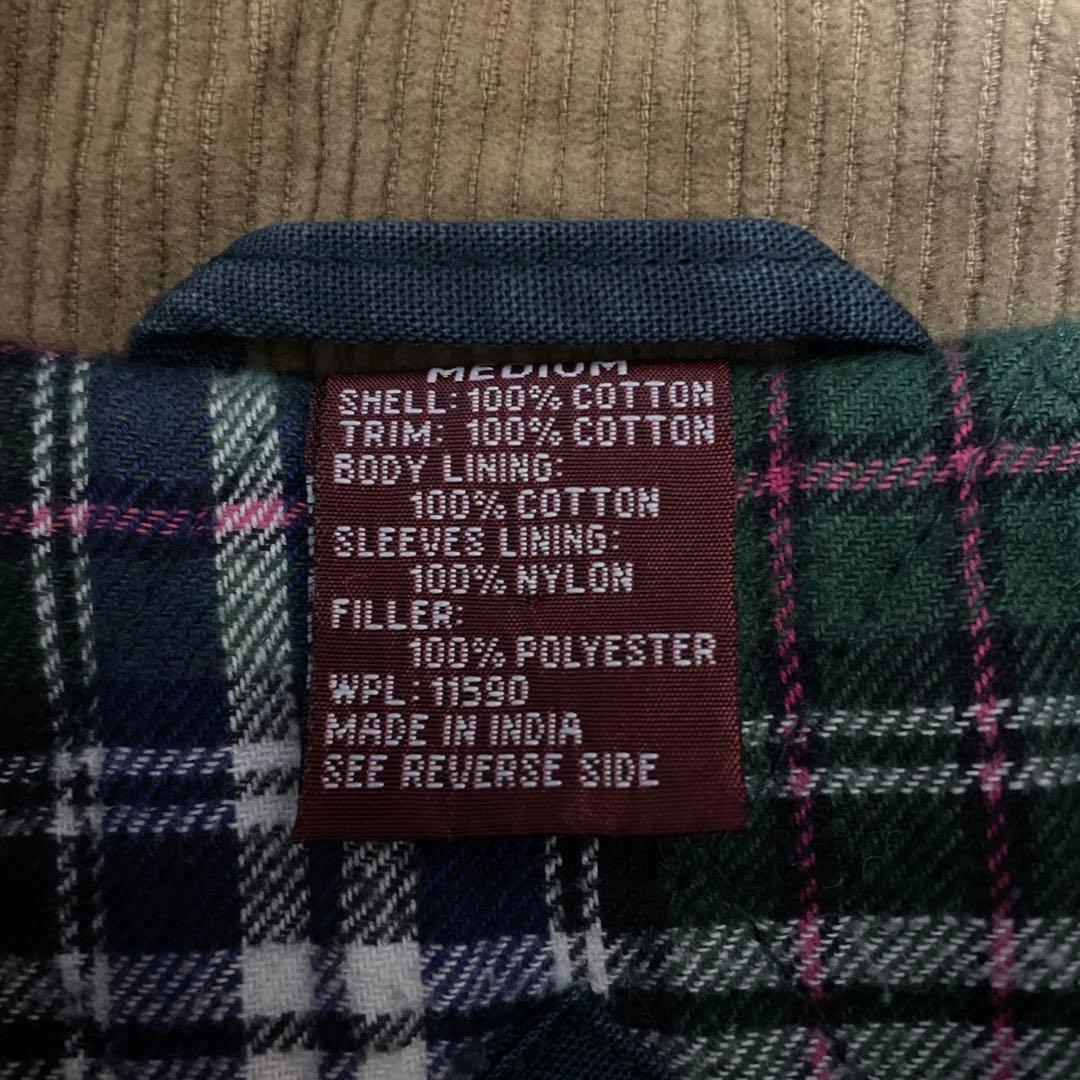 MEDIUM
SHELL: 100% COTTON
TRIM: 100% COTTON
BODY LINING:
100% COTTON
SLEEVES LINING:
100% NYLON
FILLER:
100% POLYESTER
WPL: 11590
MADE IN INDIA
SEE REVERSE SIDE